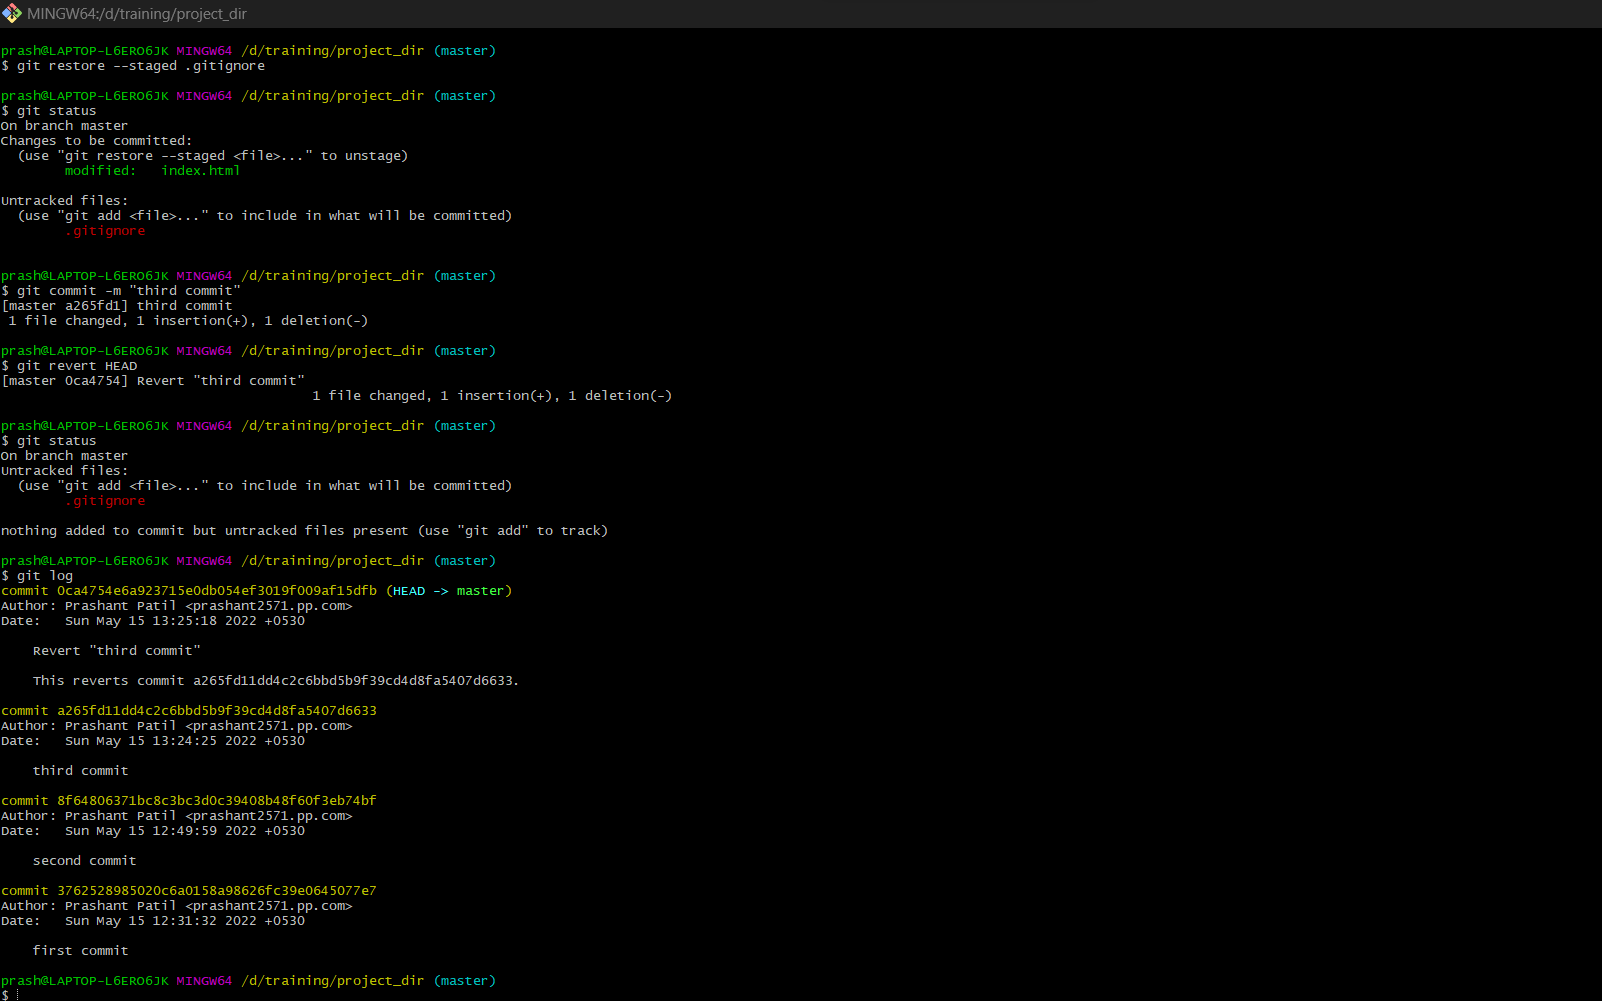 MINGW64:/d/training/project_dir
prash@LAPTOP-L6ERO6JK MINGW64 /d/training/project_dir (master)
$ git restore --staged .gitignore
prash@LAPTOP-L6ERO6JK MINGW64 /d/training/project_dir (master)
$ git status
On branch master
Changes to be committed:
  (use "git restore --staged <file>..." to unstage)
        modified:   index.html
Untracked files:
  (use "git add <file>..." to include in what will be committed)
        .gitignore
prash@LAPTOP-L6ERO6JK MINGW64 /d/training/project_dir (master)
$ git commit -m "third commit"
[master a265fd1] third commit
 1 file changed, 1 insertion(+), 1 deletion(-)
prash@LAPTOP-L6ERO6JK MINGW64 /d/training/project_dir (master)
$ git revert HEAD
[master 0ca4754] Revert "third commit"
                                       1 file changed, 1 insertion(+), 1 deletion(-)
prash@LAPTOP-L6ERO6JK MINGW64 /d/training/project_dir (master)
$ git status
On branch master
Untracked files:
  (use "git add <file>..." to include in what will be committed)
        .gitignore
nothing added to commit but untracked files present (use "git add" to track)
prash@LAPTOP-L6ERO6JK MINGW64 /d/training/project_dir (master)
$ git log
commit 0ca4754e6a923715e0db054ef3019f009af15dfb (HEAD -> master)
Author: Prashant Patil <prashant2571.pp.com>
Date:   Sun May 15 13:25:18 2022 +0530
    Revert "third commit"
    This reverts commit a265fd11dd4c2c6bbd5b9f39cd4d8fa5407d6633.
commit a265fd11dd4c2c6bbd5b9f39cd4d8fa5407d6633
Author: Prashant Patil <prashant2571.pp.com>
Date:   Sun May 15 13:24:25 2022 +0530
    third commit
commit 8f64806371bc8c3bc3d0c39408b48f60f3eb74bf
Author: Prashant Patil <prashant2571.pp.com>
Date:   Sun May 15 12:49:59 2022 +0530
    second commit
commit 3762528985020c6a0158a98626fc39e0645077e7
Author: Prashant Patil <prashant2571.pp.com>
Date:   Sun May 15 12:31:32 2022 +0530
    first commit
prash@LAPTOP-L6ERO6JK MINGW64 /d/training/project_dir (master)
$